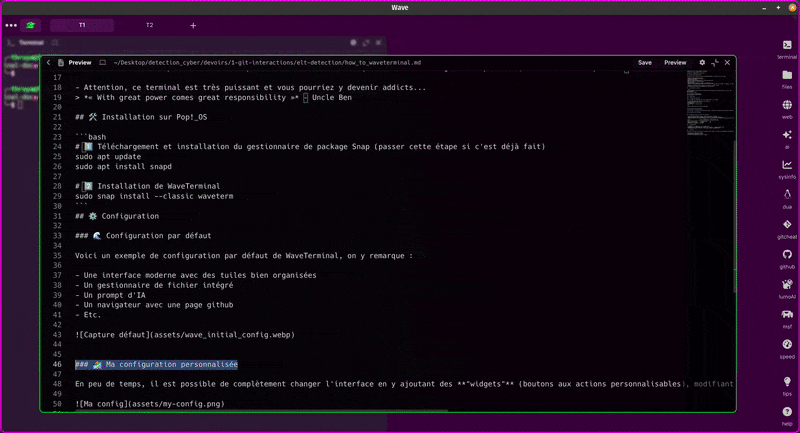 Wave
T1
T2
+
Terminal
Preview
~/Desktop/detection_cyber/devoirs/1-git-interactions/elt-detection/how_to_waveterminal.md
Save
Preview
17
18 - Attention, ce terminal est très puissant et vous pourriez y devenir addicts...
19 > *« With great power comes great responsibility »* Uncle Ben
20
21 ## 🛠️ Installation sur Pop!_OS
22
23 ```bash
24 # 1️⃣ Téléchargement et installation du gestionnaire de package Snap (passer cette étape si c'est déjà fait)
25 sudo apt update
26 sudo apt install snapd
27
28 # 2️⃣ Installation de WaveTerminal
29 sudo snap install --classic waveterm
30 ```
31 ## ⚙️ Configuration
32
33 ### 🌊 Configuration par défaut
34
35 Voici un exemple de configuration par défaut de WaveTerminal, on y remarque :
36
37 - Une interface moderne avec des tuiles bien organisées
38 - Un gestionnaire de fichier intégré
39 - Un prompt d'IA
40 - Un navigateur avec une page github
41 - Etc.
42
43 ![Capture défaut](assets/wave_initial_config.webp)
44
45
46 ### 🏄 Ma configuration personnalisée
47
48 En peu de temps, il est possible de complètement changer l'interface en y ajoutant des **"widgets"** (boutons aux actions personnalisables), modifiant
49
50 ![Ma config](assets/my-config.png)
terminal
files
web
ai
sysinfo
dua
gitcheat
github
lumoAI
msf
speed
tips
help